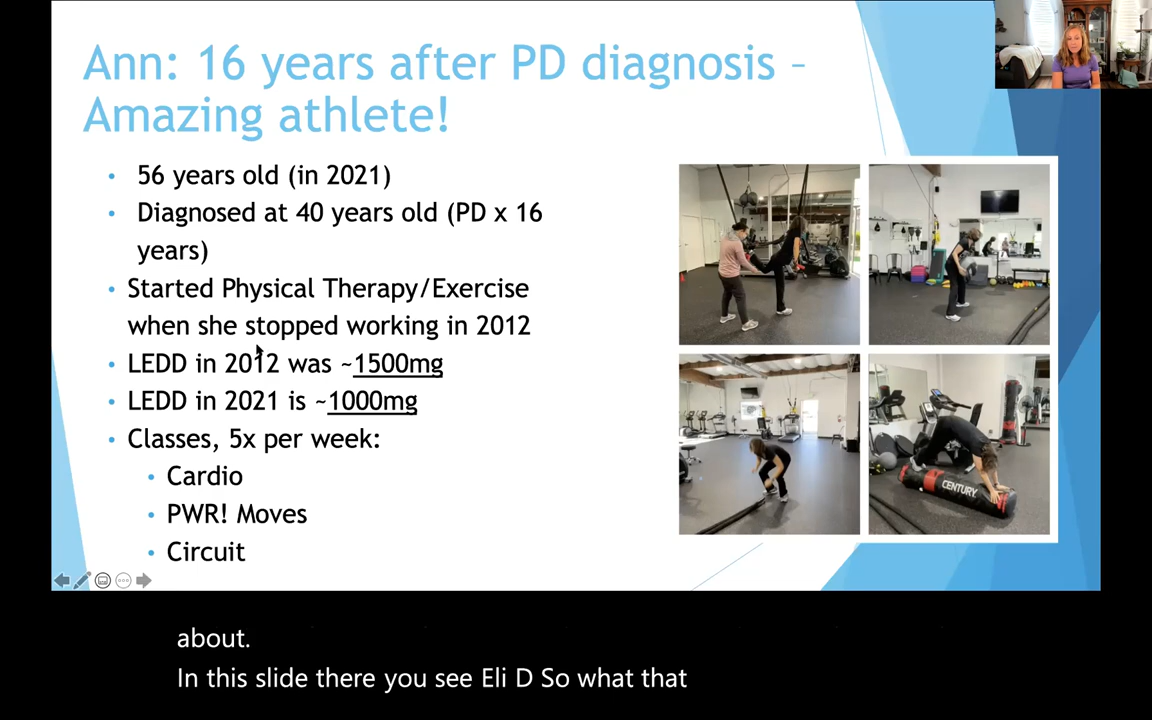 Ann: 16 years after PD diagnosis –
Amazing athlete!
• 56 years old (in 2021)
• Diagnosed at 40 years old (PD x 16
years)
• Started Physical Therapy/Exercise
when she stopped working in 2012
• LEDD in 2012 was ~1500mg
• LEDD in 2021 is ~1000mg
• Classes, 5x per week:
• Cardio
• PWR! Moves
• Circuit
CENTURY
about.
In this slide there you see Eli D So what that